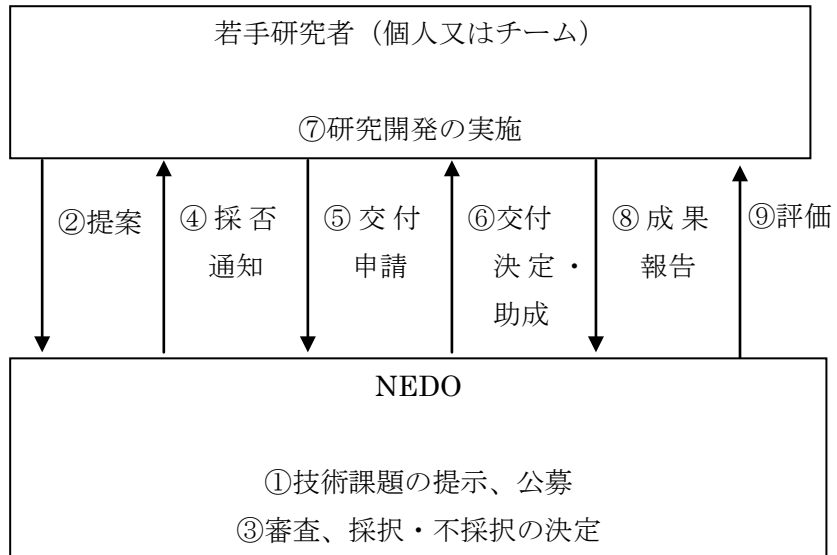 若手研究者（個人又はチーム）
⑦研究開発の実施
②提案
④採否
通知
⑤交付
申請
⑥交付
決定・
助成
⑧成果
報告
⑨評価
NEDO
①技術課題の提示、公募
③審査、採択・不採択の決定